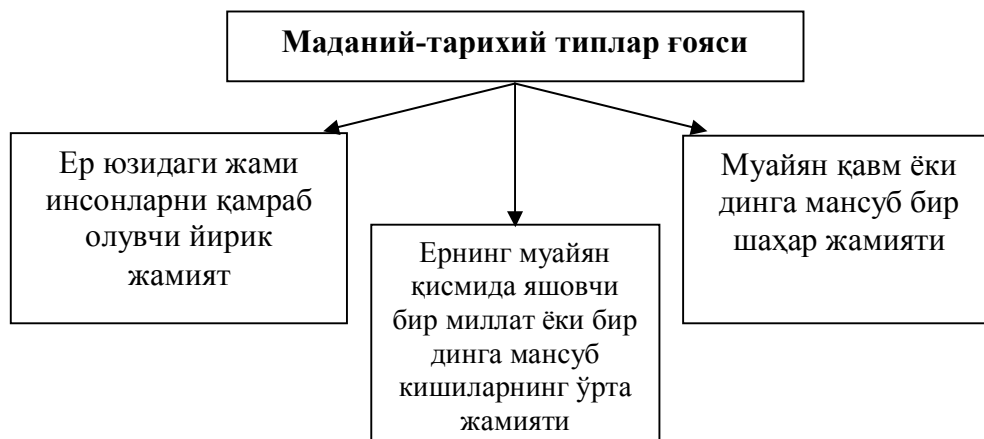 Маданий-тарихий типлар ғояси
Ер юзидаги жами
инсонларни қамраб
олувчи йирик
жамият
Ернинг муайян
қисмида яшовчи
бир миллат ёки бир
динга мансуб
кишиларнинг ўрта
жамияти
Муайян қавм ёки
динга мансуб бир
шаҳар жамияти